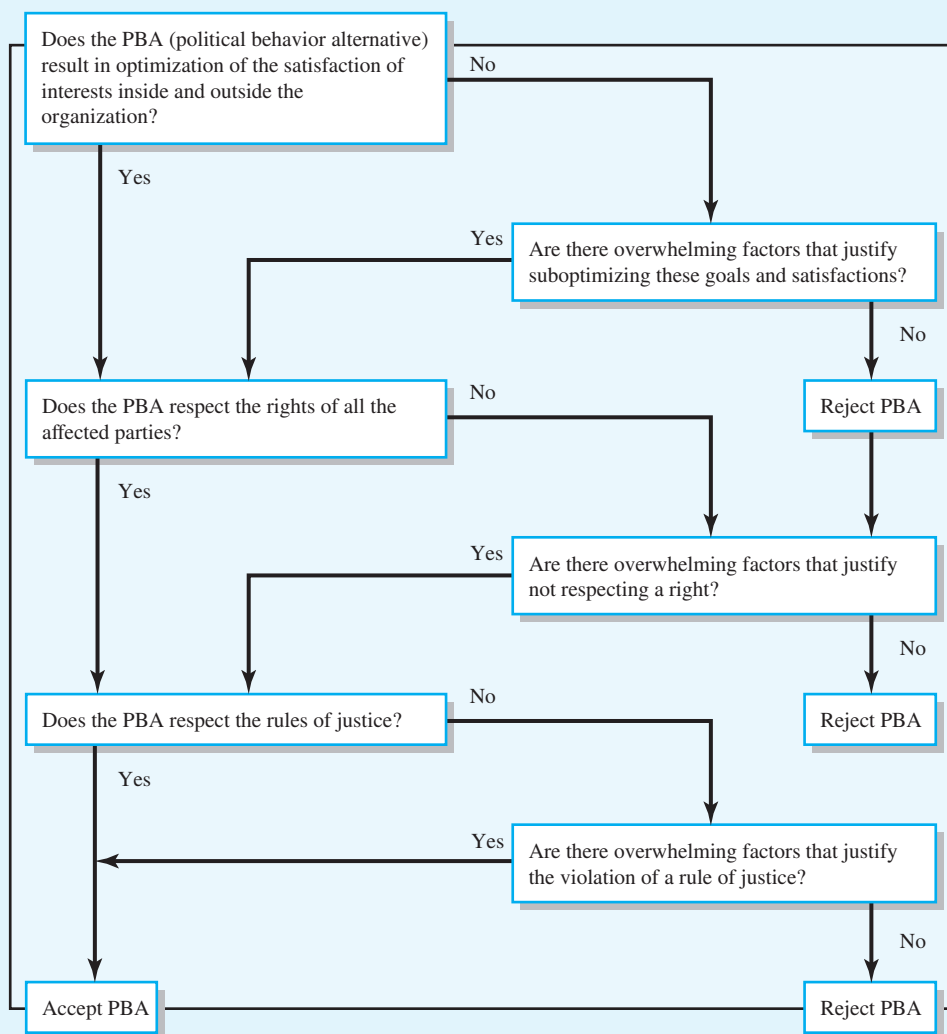 Does the PBA (political behavior alternative)
result in optimization of the satisfaction of
interests inside and outside the
organization?
No
Yes
Yes
Are there overwhelming factors that justify
suboptimizing these goals and satisfactions?
No
Does the PBA respect the rights of all the
affected parties?
No
Reject PBA
Yes
Yes
Are there overwhelming factors that justify
not respecting a right?
No
Does the PBA respect the rules of justice?
No
Reject PBA
Yes
Yes
Are there overwhelming factors that justify
the violation of a rule of justice?
No
Accept PBA
Reject PBA